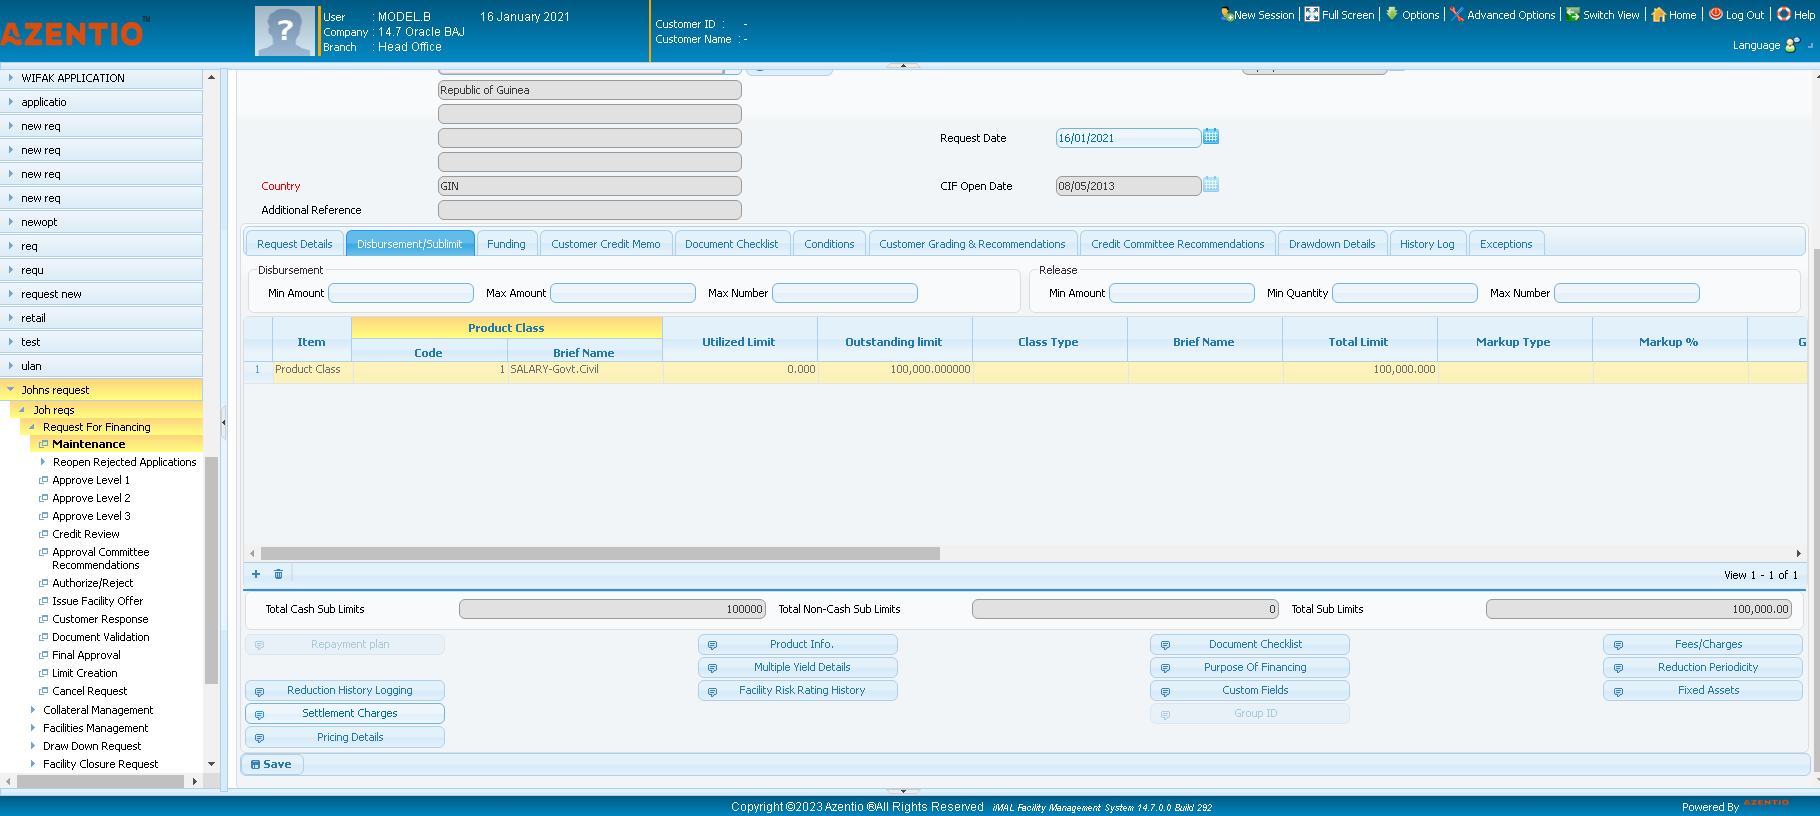 AZENTIO™
User : MODEL.B 16 January 2021
Company : 14.7 Oracle BAJ
Branch : Head Office
Customer ID : -
Customer Name : -
New Session Full Screen Options Advanced Options Switch View Home Log Out Help
Language
WIFAK APPLICATION
applicatio
new req
new req
new req
new req
newopt
req
requ
request new
retail
test
ulan
Johns request
Joh reqs
Request For Financing
Maintenance
Reopen Rejected Applications
Approve Level 1
Approve Level 2
Approve Level 3
Credit Review
Approval Committee
Recommendations
Authorize/Reject
Issue Facility Offer
Customer Response
Document Validation
Final Approval
Limit Creation
Cancel Request
Collateral Management
Facilities Management
Draw Down Request
Facility Closure Request
Republic of Guinea
Request Date 16/01/2021
Country GIN CIF Open Date 08/05/2013
Additional Reference
Request Details Disbursement/Sublimit Funding Customer Credit Memo Document Checklist Conditions Customer Grading & Recommendations Credit Committee Recommendations Drawdown Details History Log Exceptions
Disbursement Release
Min Amount Max Amount Max Number Min Amount Min Quantity Max Number
Item Product Class Utilized Limit Outstanding limit Class Type Brief Name Total Limit Markup Type Markup % G
Code Brief Name
1 Product Class 1 SALARY-Govt.Civil 0.000 100,000.000000 100,000.000
View 1 - 1 of 1
Total Cash Sub Limits 100000 Total Non-Cash Sub Limits 0 Total Sub Limits 100,000.00
Repayment plan Product Info. Document Checklist Fees/Charges
Multiple Yield Details Purpose Of Financing Reduction Periodicity
Reduction History Logging Facility Risk Rating History Custom Fields Fixed Assets
Settlement Charges Group ID
Pricing Details
Save
Copyright ©2023 Azentio ®All Rights Reserved iMAL Facility Management System 14.7.0.0 Build 292
Powered By AZENTIO